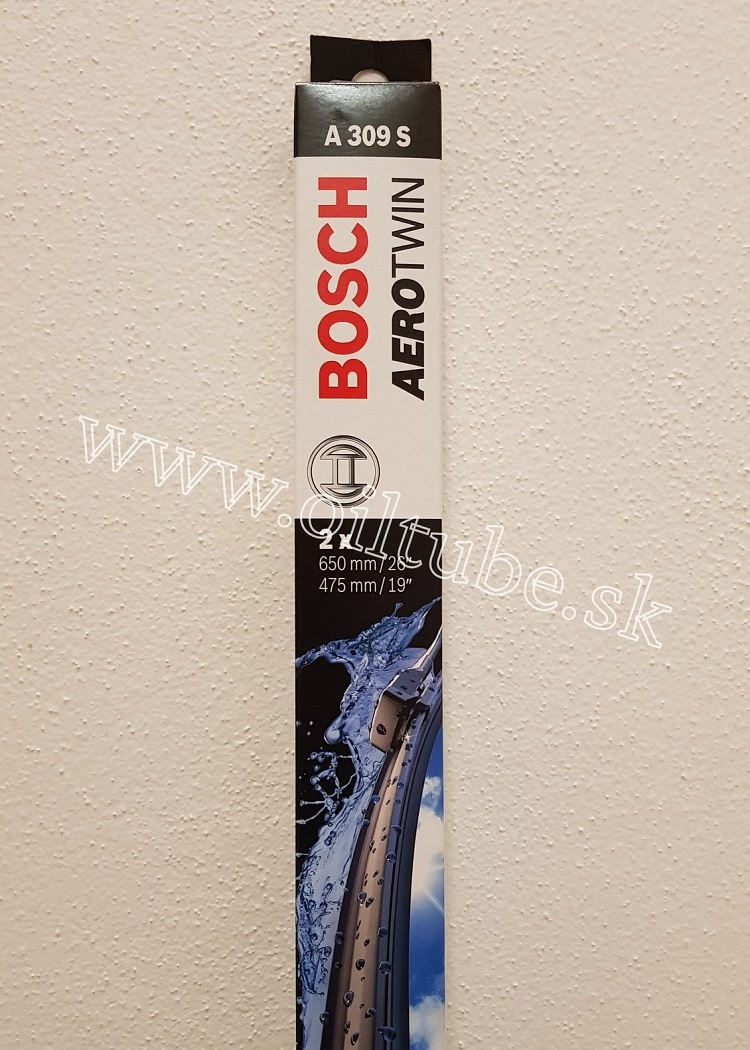 A 309 S
BOSCH
AEROTWIN
2 x
650 mm / 26"
475 mm / 19"
www.oiltube.sk